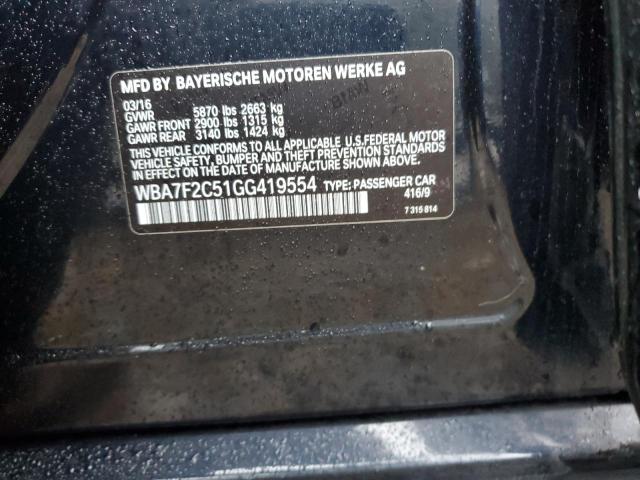 MFD BY BAYERISCHE MOTOREN WERKE AG
03/16
GVWR 5870 lbs 2663 kg
GAWR FRONT 2900 lbs 1315 kg
GAWR REAR 3140 lbs 1424 kg
THIS VEHICLE CONFORMS TO ALL APPLICABLE U.S.FEDERAL MOTOR
VEHICLE SAFETY, BUMPER AND THEFT PREVENTION STANDARDS
IN EFFECT ON THE DATE OF MANUFACTURE SHOWN ABOVE.
WBA7F2C51GG419554 TYPE: PASSENGER CAR
416/9
7 315 814